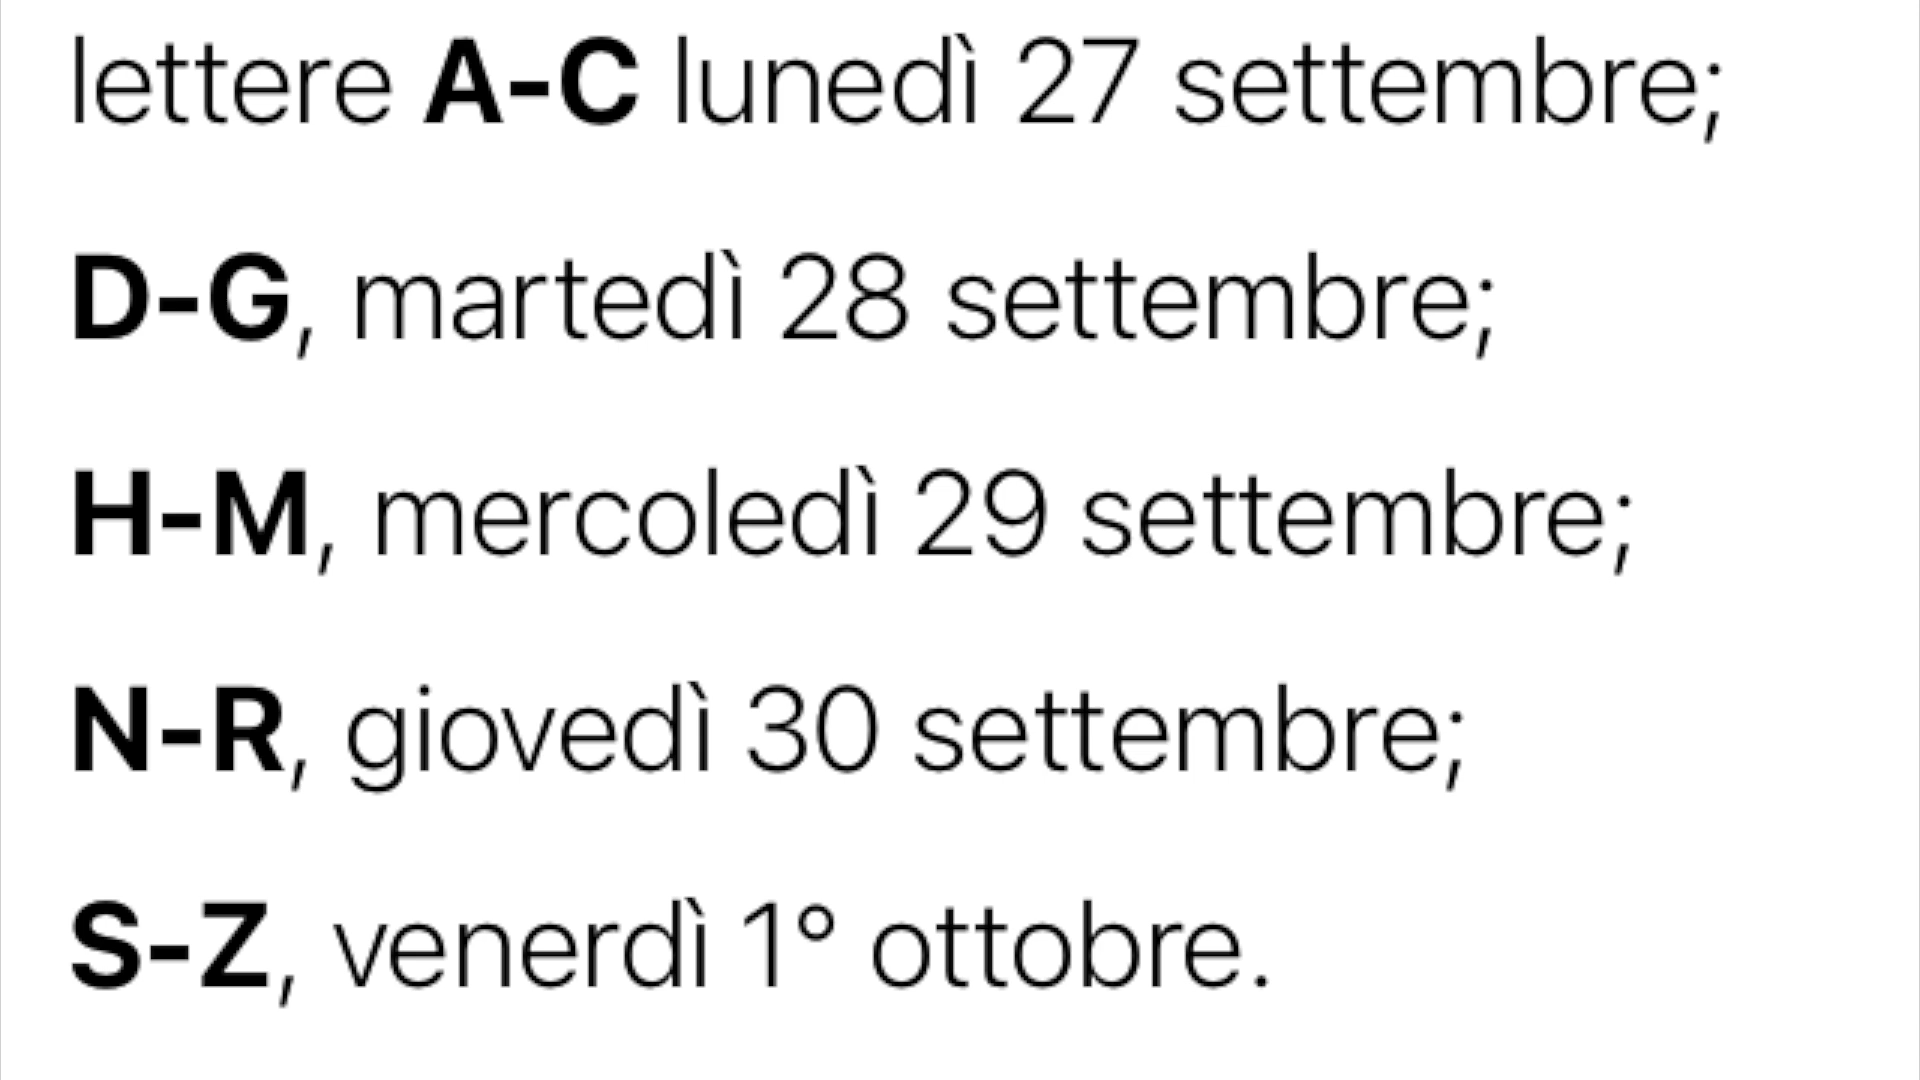 lettere A-C lunedì 27 settembre;
D-G, martedì 28 settembre;
H-M, mercoledì 29 settembre;
N-R, giovedì 30 settembre;
S-Z, venerdì 1° ottobre.